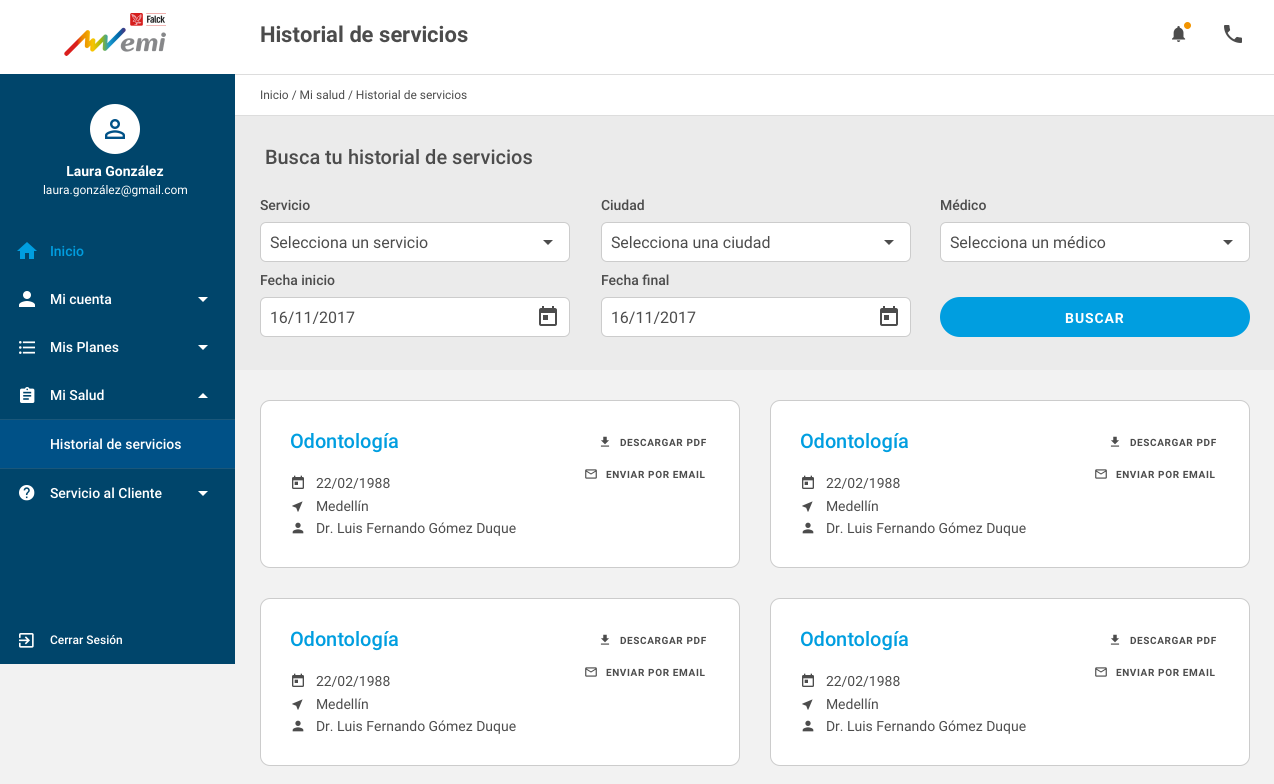 Falck
emi
Historial de servicios
Inicio / Mi salud / Historial de servicios
Laura González
laura.gonzález@gmail.com
Inicio
Mi cuenta
Mis Planes
Mi Salud
Historial de servicios
Servicio al Cliente
Cerrar Sesión
Busca tu historial de servicios
Servicio
Selecciona un servicio
Ciudad
Selecciona una ciudad
Médico
Selecciona un médico
Fecha inicio
16/11/2017
Fecha final
16/11/2017
BUSCAR
Odontología
DESCARGAR PDF
ENVIAR POR EMAIL
22/02/1988
Medellín
Dr. Luis Fernando Gómez Duque
Odontología
DESCARGAR PDF
ENVIAR POR EMAIL
22/02/1988
Medellín
Dr. Luis Fernando Gómez Duque
Odontología
DESCARGAR PDF
ENVIAR POR EMAIL
22/02/1988
Medellín
Dr. Luis Fernando Gómez Duque
Odontología
DESCARGAR PDF
ENVIAR POR EMAIL
22/02/1988
Medellín
Dr. Luis Fernando Gómez Duque